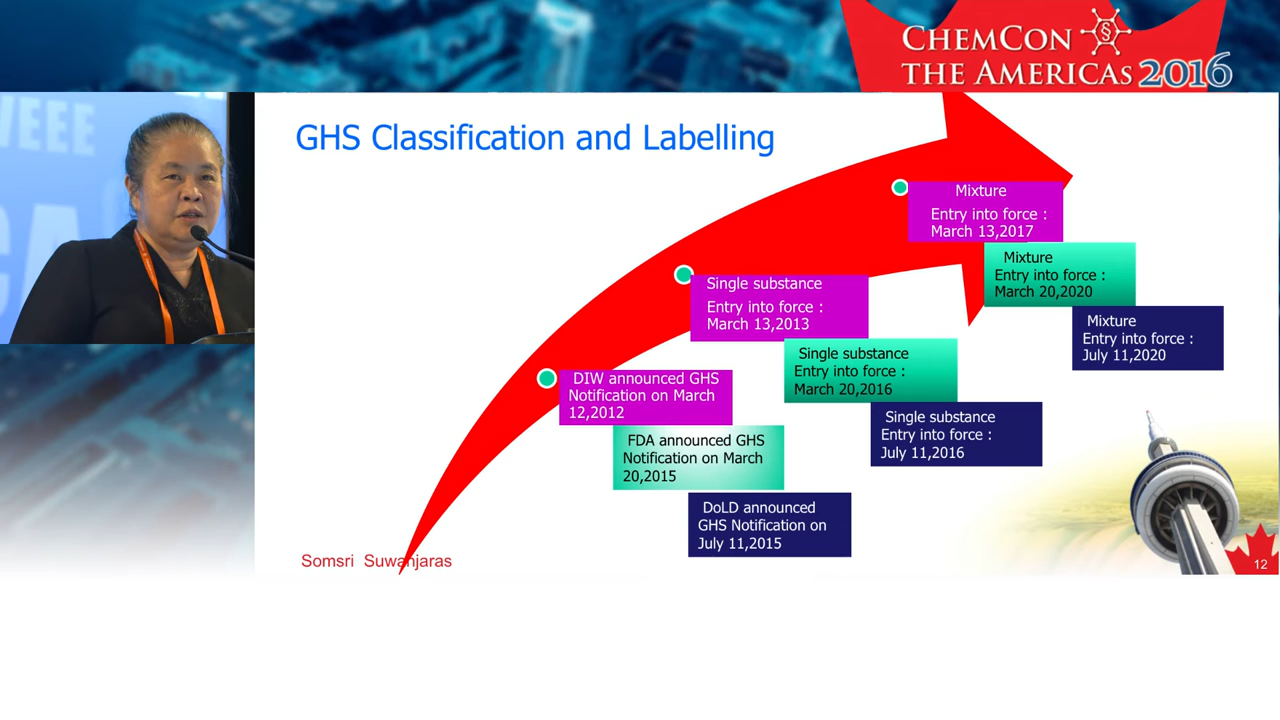 CHEMCON
THE AMERICAS 2016
VEEE
CA
GHS Classification and Labelling
Mixture
Entry into force :
March 13,2017
Mixture
Entry into force :
March 20,2020
Mixture
Entry into force :
July 11,2020
Single substance
Entry into force :
March 13,2013
Single substance
Entry into force :
March 20,2016
Single substance
Entry into force :
July 11,2016
DIW announced GHS
Notification on March
12,2012
FDA announced GHS
Notification on March
20,2015
DoLD announced
GHS Notification on
July 11,2015
Somsri Suwanjaras
12